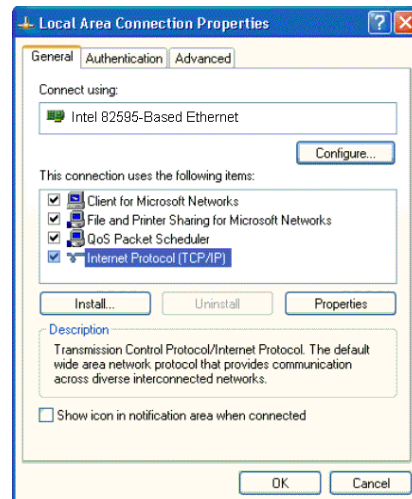 Local Area Connection Properties
General Authentication Advanced
Connect using:
Intel 82595-Based Ethernet
Configure...
This connection uses the following items:
Client for Microsoft Networks
File and Printer Sharing for Microsoft Networks
QoS Packet Scheduler
Internet Protocol (TCP/IP)
Install... Uninstall Properties
Description
Transmission Control Protocol/Internet Protocol. The default
wide area network protocol that provides communication
across diverse interconnected networks.
Show icon in notification area when connected
OK Cancel